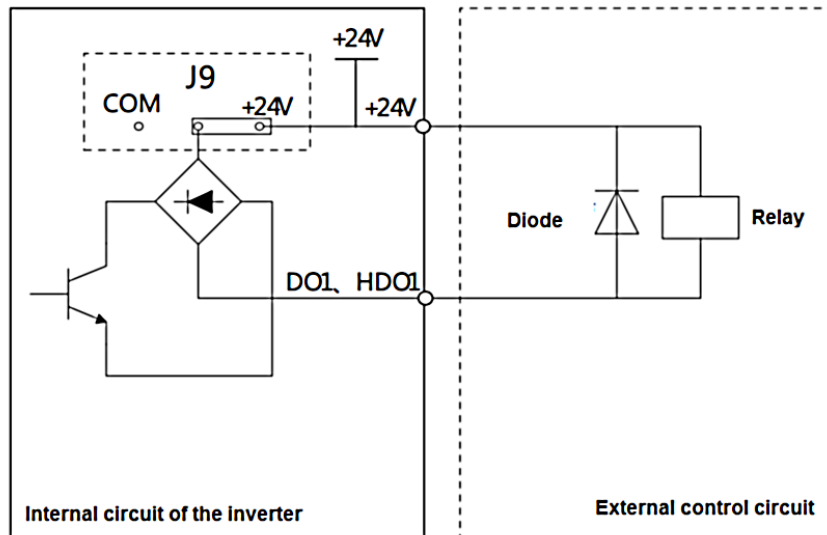 +24V
J9
COM
+24V
+24V
Diode
Relay
DO1、HDO1
Internal circuit of the inverter
External control circuit